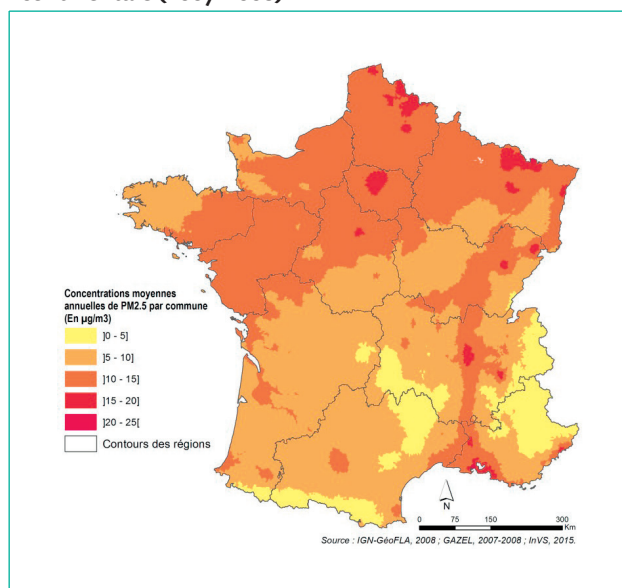 Concentrations moyennes
annuelles de PM2.5 par commune
(En µg/m3)
]0 - 5]
]5 - 10]
]10 - 15]
]15 - 20]
]20 - 25[
Contours des régions
N
0 75 150 300
Km
Source : IGN-GéoFLA, 2008 ; GAZEL, 2007-2008 ; InVS, 2015.